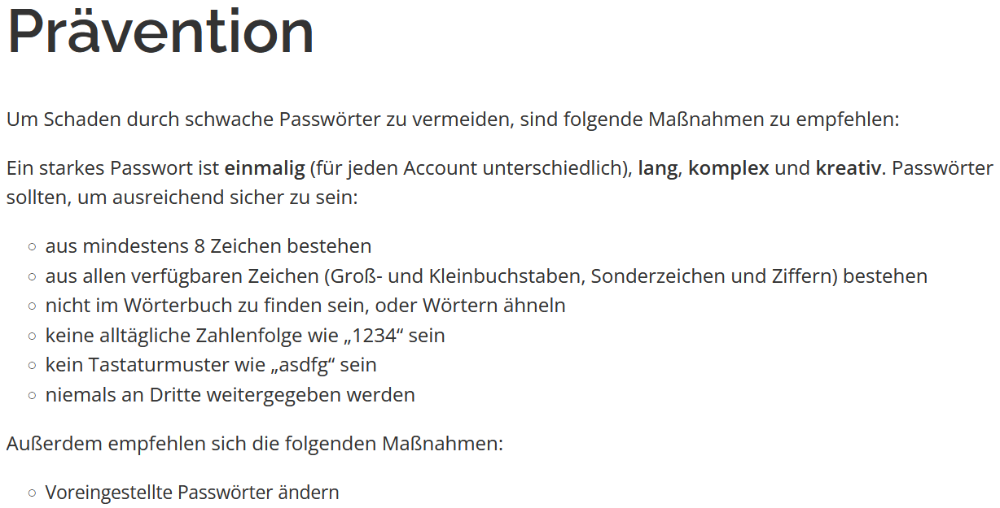 Prävention
Um Schaden durch schwache Passwörter zu vermeiden, sind folgende Maßnahmen zu empfehlen:
Ein starkes Passwort ist einmalig (für jeden Account unterschiedlich), lang, komplex und kreativ. Passwörter
sollten, um ausreichend sicher zu sein:
○ aus mindestens 8 Zeichen bestehen
○ aus allen verfügbaren Zeichen (Groß- und Kleinbuchstaben, Sonderzeichen und Ziffern) bestehen
○ nicht im Wörterbuch zu finden sein, oder Wörtern ähneln
○ keine alltägliche Zahlenfolge wie „1234“ sein
○ kein Tastaturmuster wie „asdfg“ sein
○ niemals an Dritte weitergegeben werden
Außerdem empfehlen sich die folgenden Maßnahmen:
○ Voreingestellte Passwörter ändern